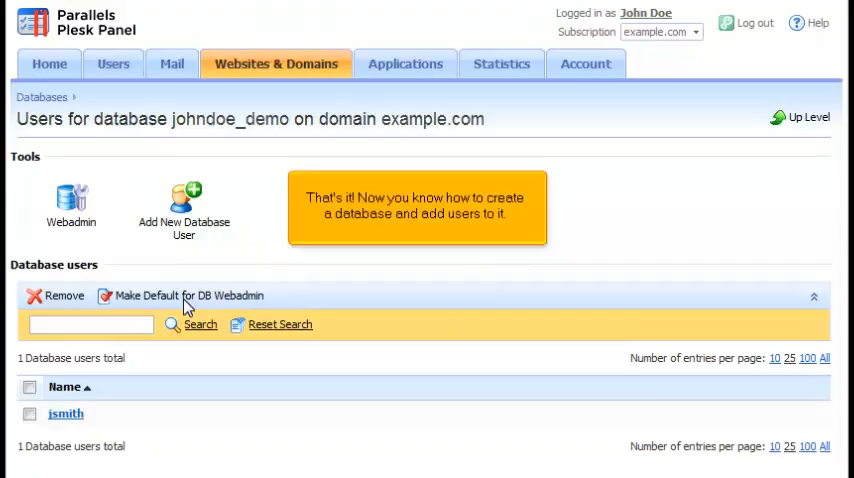 Parallels
Plesk Panel
Logged in as John Doe
Subscription example.com
Log out
Help
Home
Users
Mail
Websites & Domains
Applications
Statistics
Account
Databases
Users for database johndoe_demo on domain example.com
Up Level
Tools
Webadmin
Add New Database
User
That's it! Now you know how to create
a database and add users to it.
Database users
Remove
Make Default for DB Webadmin
Search
Reset Search
1 Database users total
Number of entries per page: 10 25 100 All
Name
jsmith
1 Database users total
Number of entries per page: 10 25 100 All